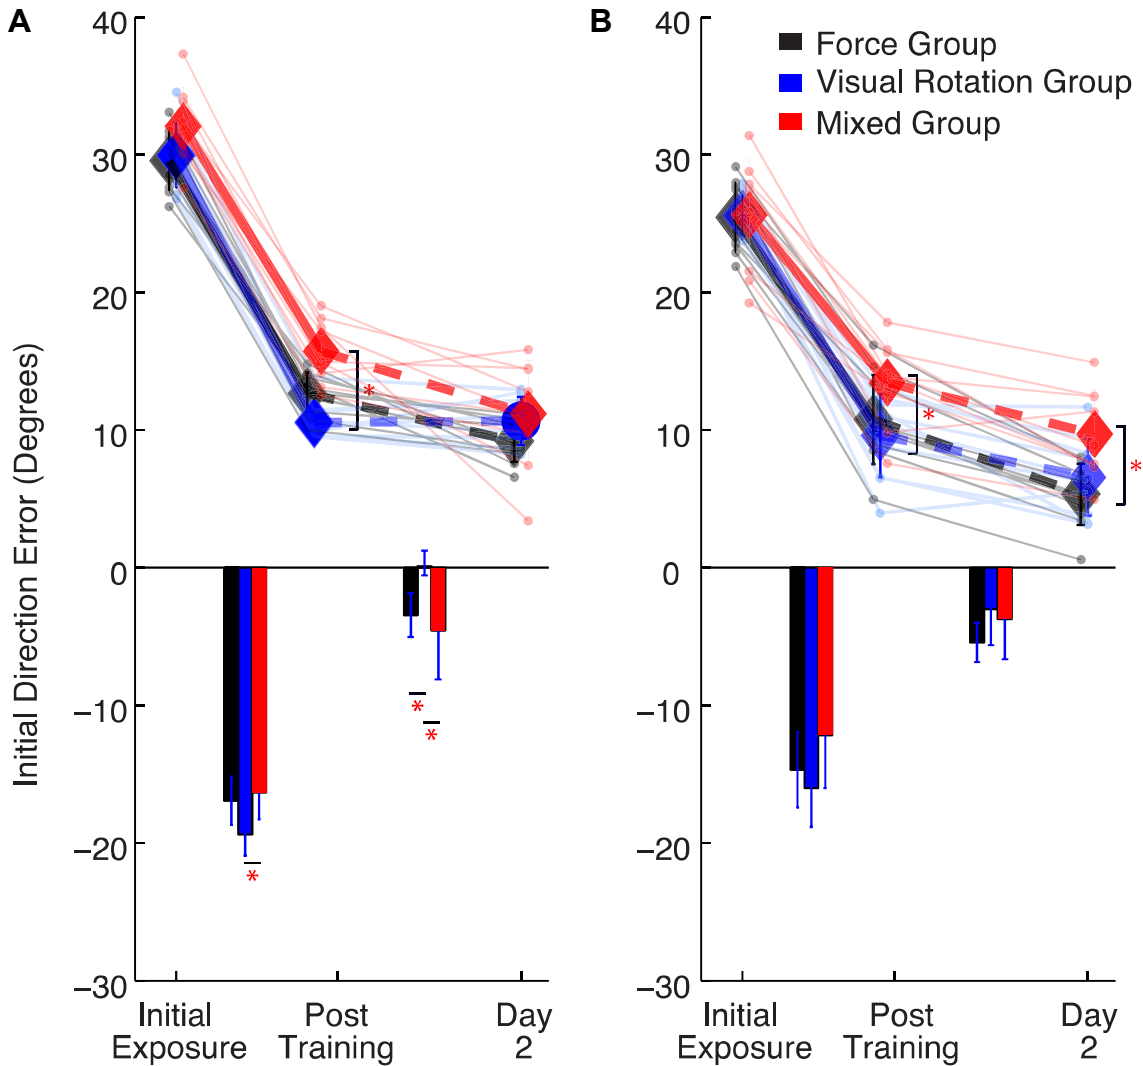 A
B
Force Group
Visual Rotation Group
Mixed Group
Initial Direction Error (Degrees)
40
30
20
10
0
−10
−20
−30
*
*
*
*
Initial
Exposure
Post
Training
Day
2
40
30
20
10
0
−10
−20
−30
*
*
Initial
Exposure
Post
Training
Day
2